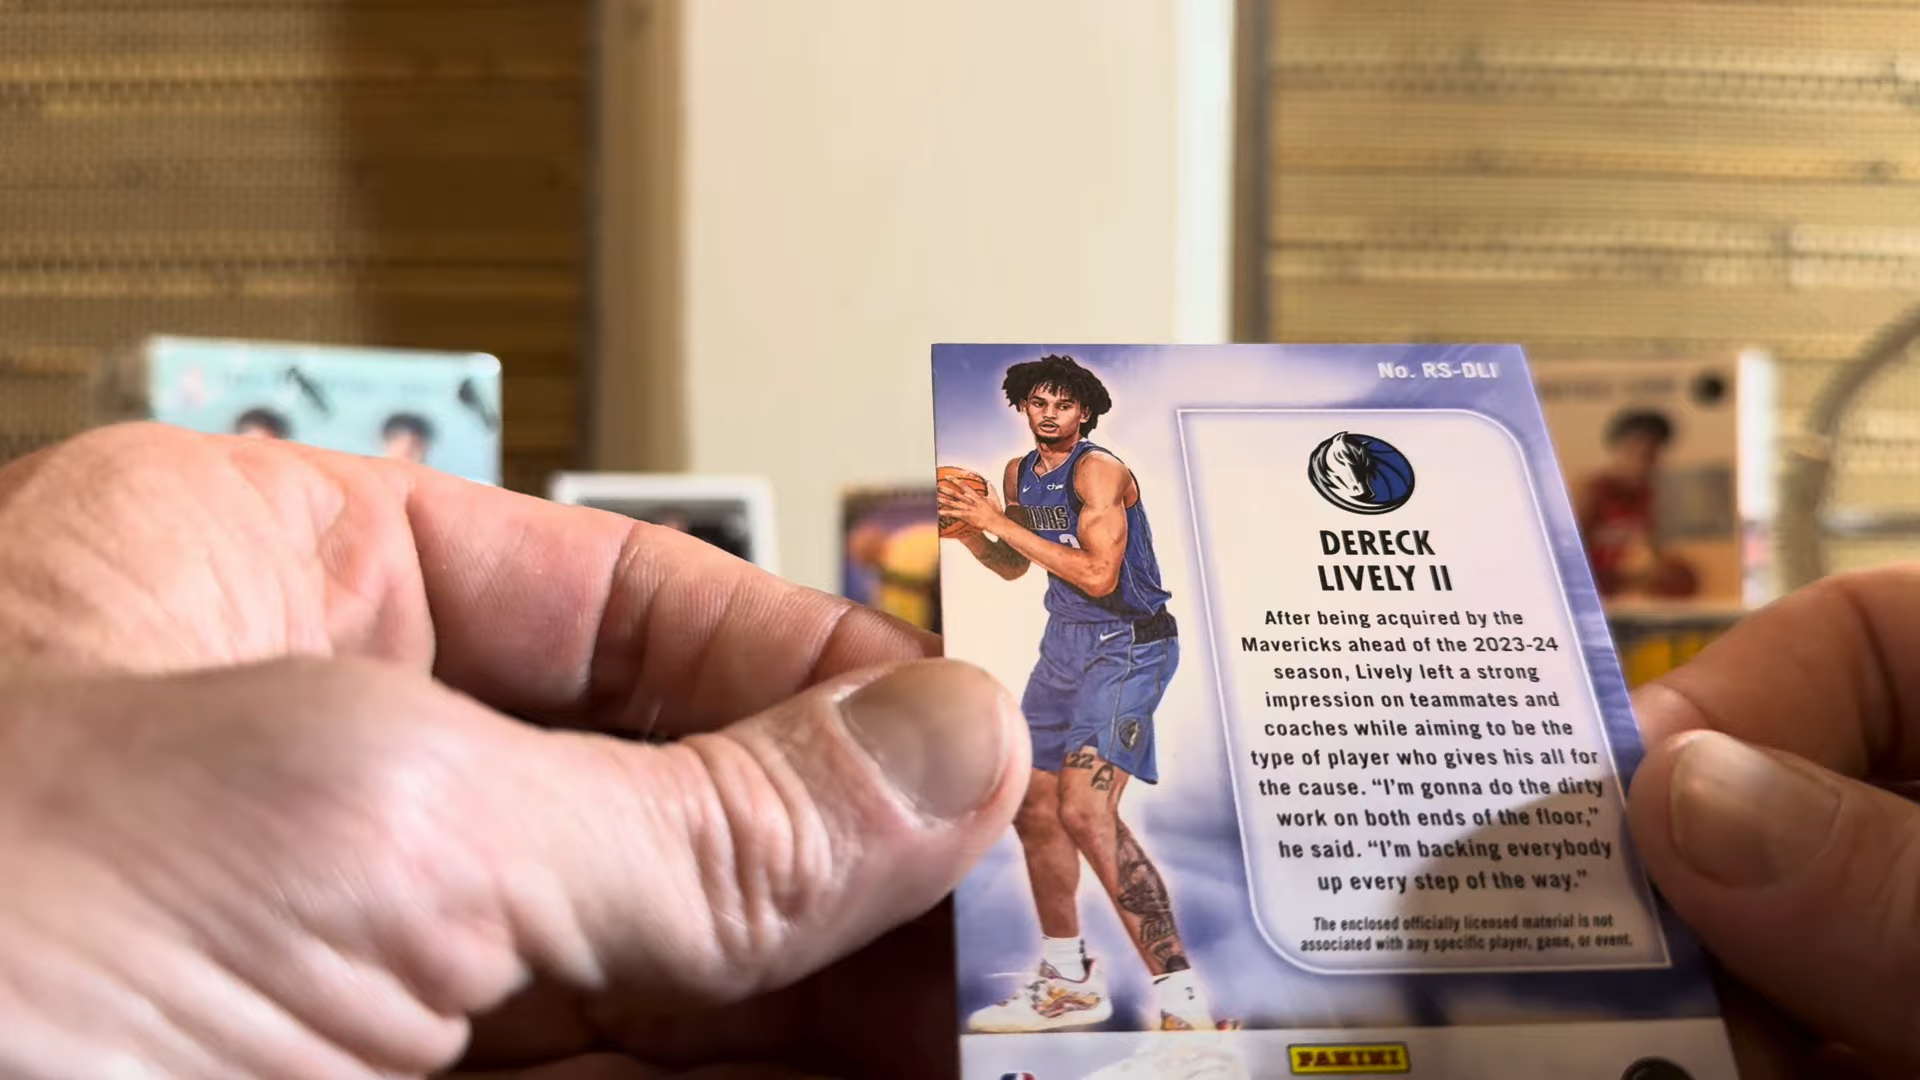 No. RS-DLI
DERECK
LIVELY II
After being acquired by the
Mavericks ahead of the 2023-24
season, Lively left a strong
impression on teammates and
coaches while aiming to be the
type of player who gives his all for
the cause. “I'm gonna do the dirty
work on both ends of the floor,”
he said. “I'm backing everybody
up every step of the way.”
The enclosed officially licensed material is not
associated with any specific player, game, or event.
22
PANINI